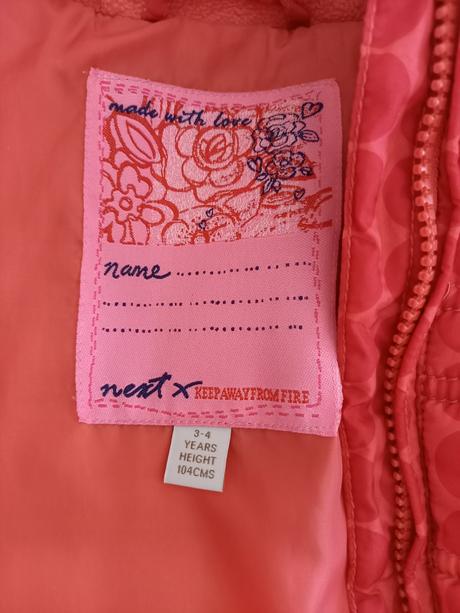 made with love
name
next x KEEP AWAY FROM FIRE
3-4
YEARS
HEIGHT
104CMS